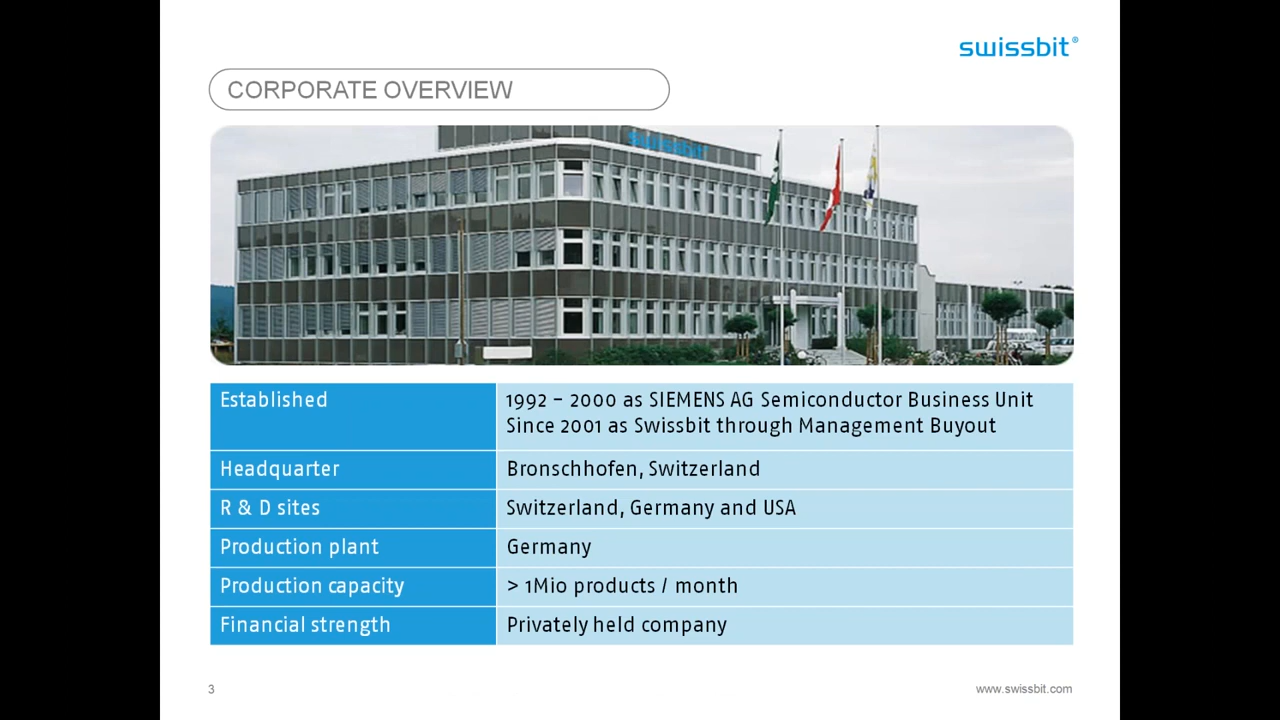 swissbit®
CORPORATE OVERVIEW
swissbit
Established
1992 – 2000 as SIEMENS AG Semiconductor Business Unit
Since 2001 as Swissbit through Management Buyout
Headquarter
Bronschhofen, Switzerland
R & D sites
Switzerland, Germany and USA
Production plant
Germany
Production capacity
> 1Mio products / month
Financial strength
Privately held company
3
www.swissbit.com